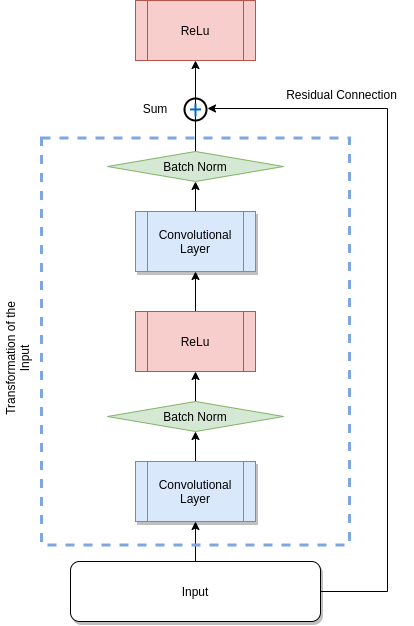 ReLu
Residual Connection
Sum
Batch Norm
Convolutional
Layer
Transformation of the
Input
ReLu
Batch Norm
Convolutional
Layer
Input